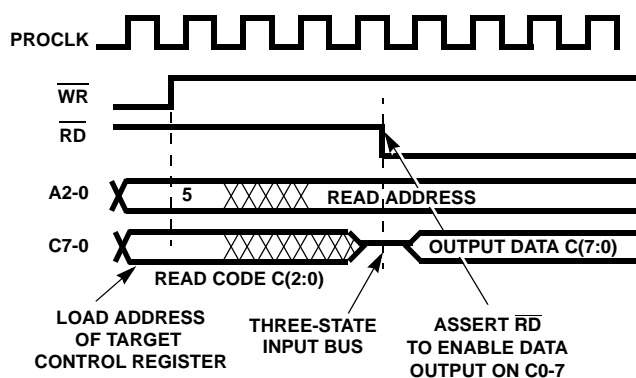 PROCLK
WR
RD
A2-0
5
READ ADDRESS
C7-0
OUTPUT DATA C(7:0)
READ CODE C(2:0)
LOAD ADDRESS
OF TARGET
CONTROL REGISTER
THREE-STATE
INPUT BUS
ASSERT RD
TO ENABLE DATA
OUTPUT ON C0-7